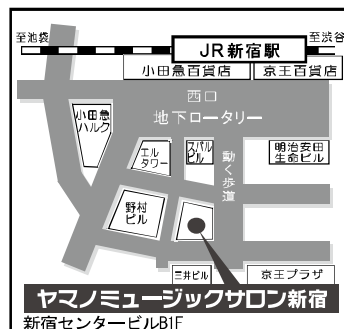 至池袋
至渋谷
JR新宿駅
小田急百貨店
京王百貨店
西口
地下ロータリー
小田急
ハルク
エル
タワー
スバル
ビル
動く歩道
明治安田
生命ビル
野村
ビル
三井ビル
京王プラザ
ヤマノミュージックサロン新宿
新宿センタービルB1F